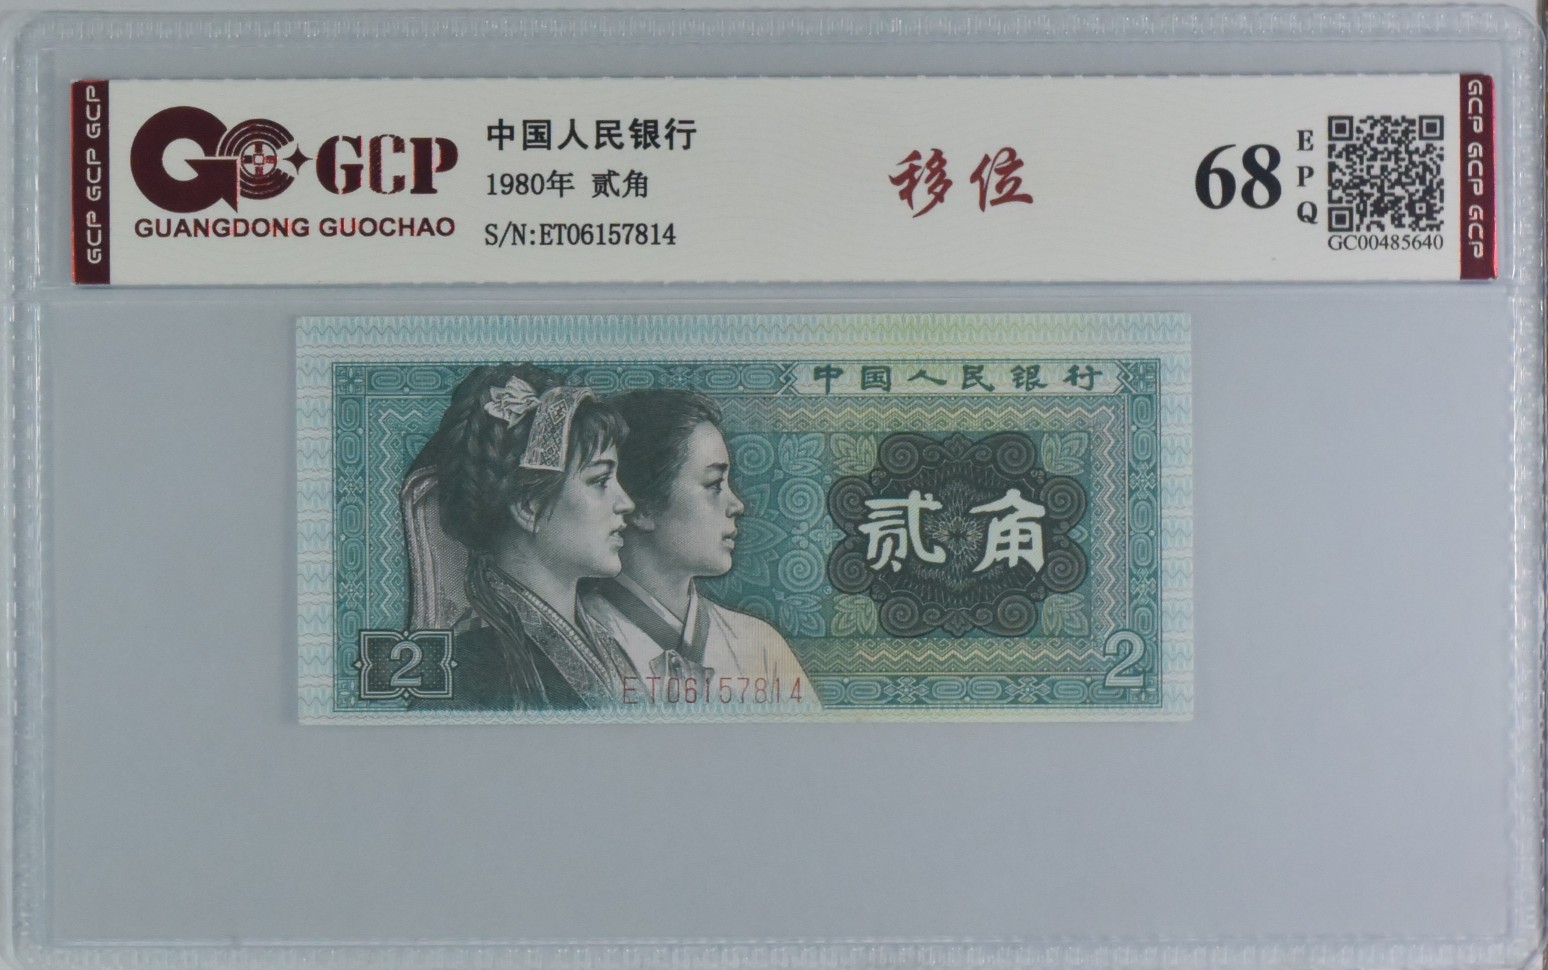 GCP GCP GCP
GCP
GUANGDONG GUOCHAO
中国人民银行
1980年 贰角
S/N:ET06157814
移位
68
EPQ
GC00485640
GCP GCP GCP
中国人民银行
贰角
2
2
ET06157814